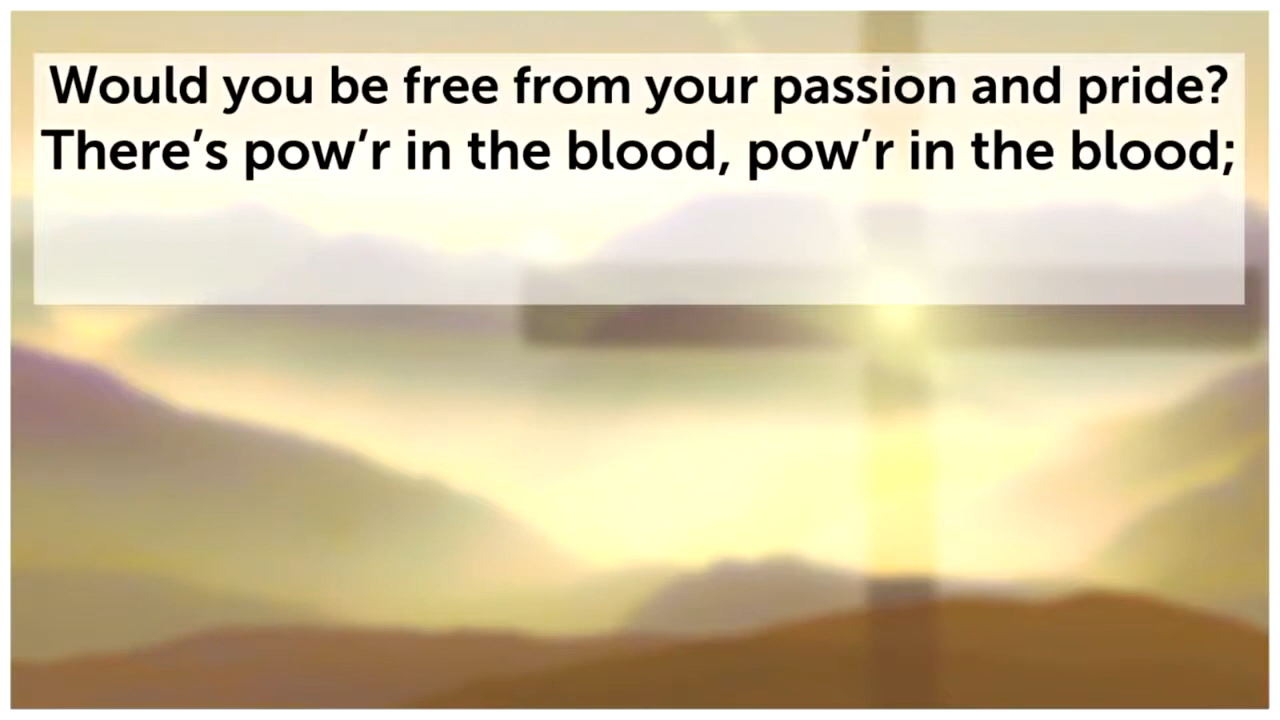 Would you be free from your passion and pride?
There’s pow’r in the blood, pow’r in the blood;